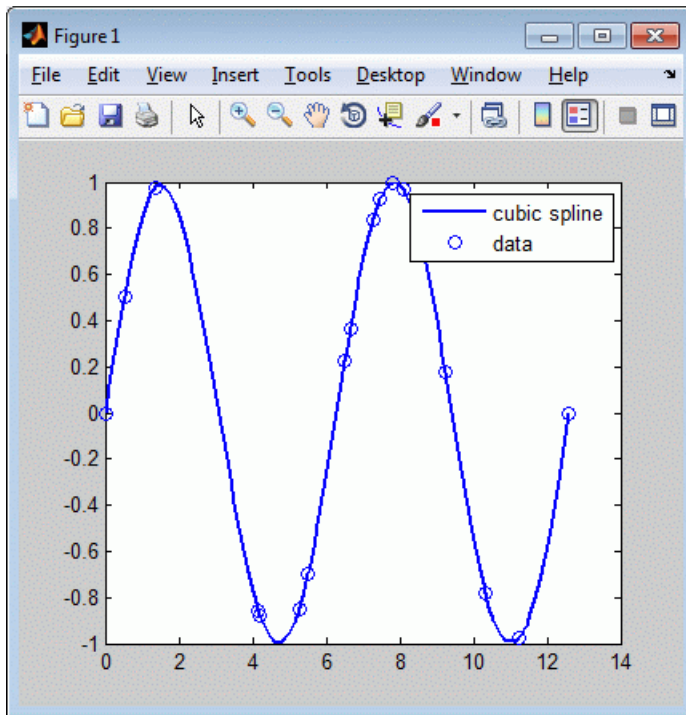 Figure 1
File Edit View Insert Tools Desktop Window Help
1
0.8
0.6
0.4
0.2
0
-0.2
-0.4
-0.6
-0.8
-1
cubic spline
data
0 2 4 6 8 10 12 14